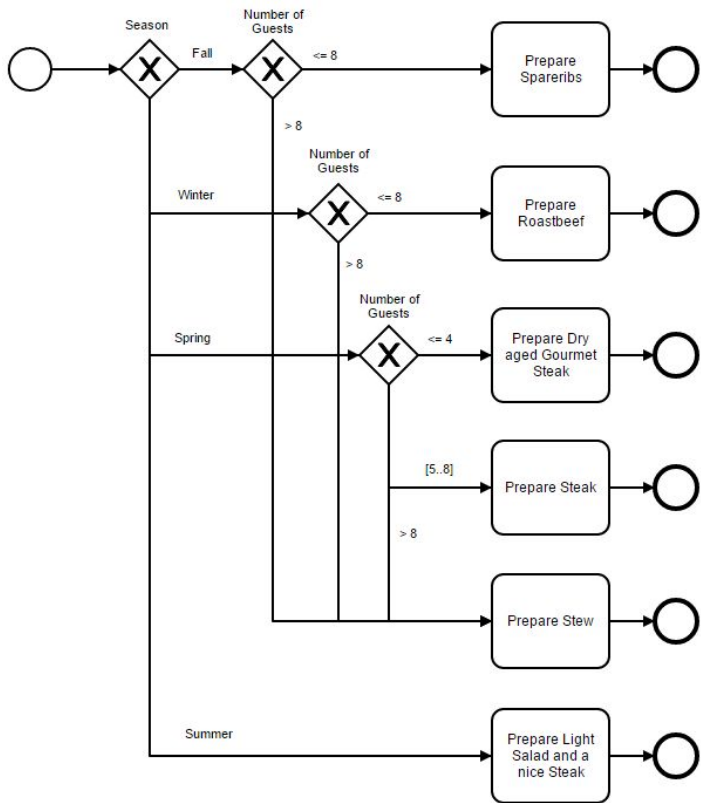 Season
Number of
Guests
Fall
<= 8
Prepare
Spareribs
> 8
Number of
Guests
Winter
<= 8
Prepare
Roastbeef
> 8
Number of
Guests
Spring
<= 4
Prepare Dry
aged Gourmet
Steak
[5..8]
Prepare Steak
> 8
Prepare Stew
Summer
Prepare Light
Salad and a
nice Steak